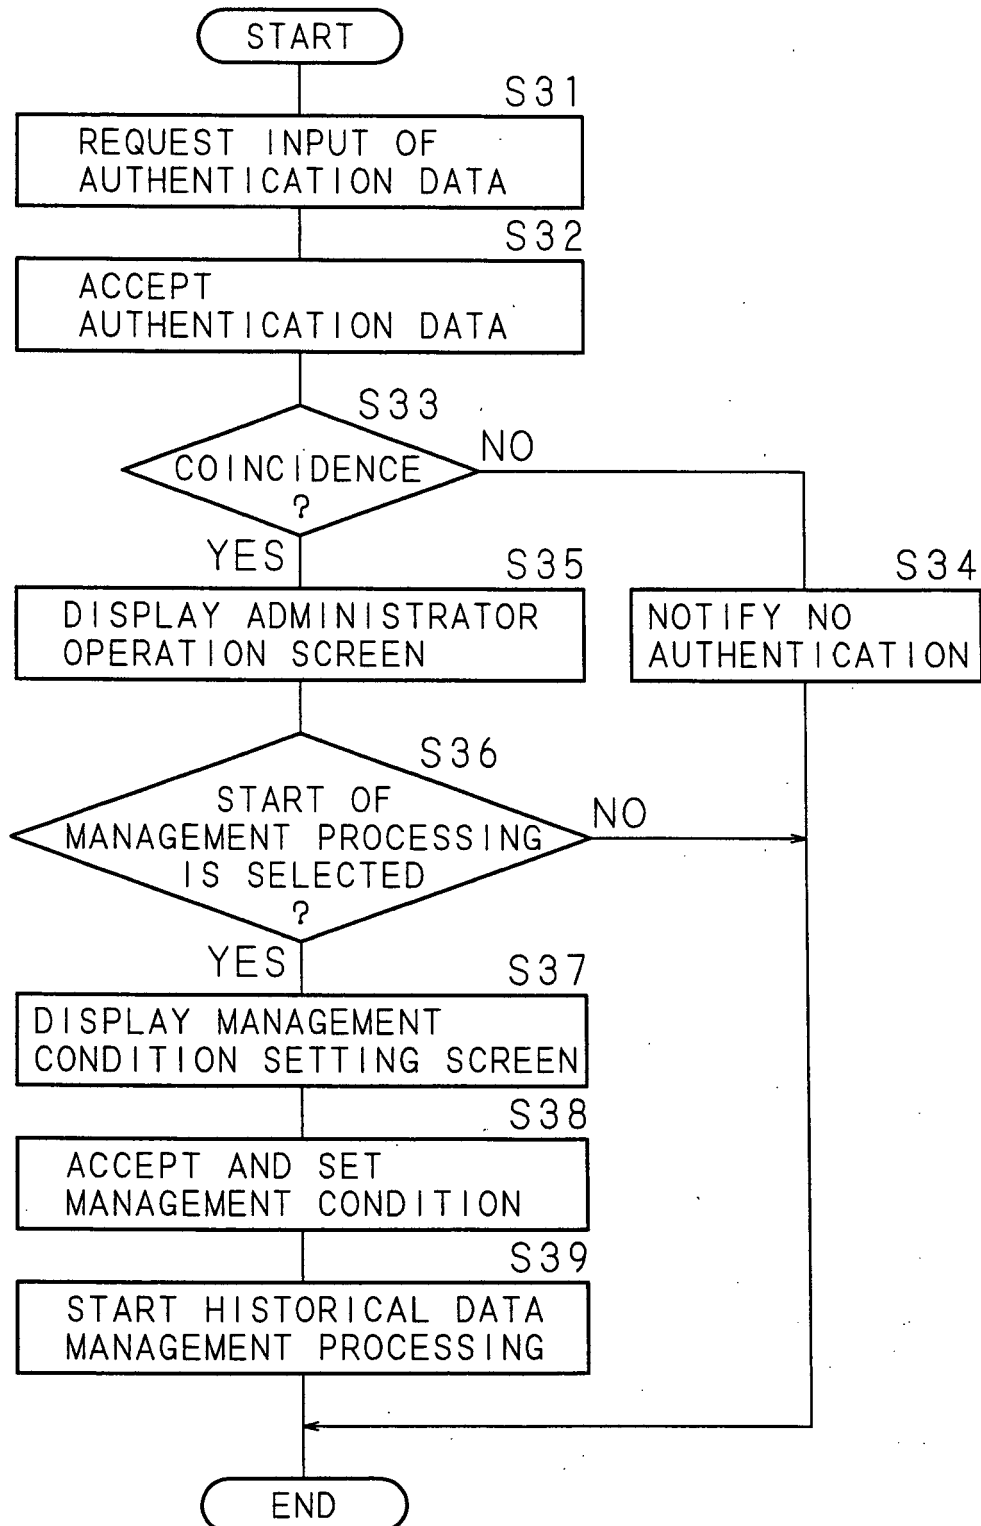 START
S31
REQUEST INPUT OF
AUTHENTICATION DATA
S32
ACCEPT
AUTHENTICATION DATA
S33
COINCIDENCE
?
NO
YES
S35
DISPLAY ADMINISTRATOR
OPERATION SCREEN
S34
NOTIFY NO
AUTHENTICATION
S36
START OF
MANAGEMENT PROCESSING
IS SELECTED
?
NO
YES
S37
DISPLAY MANAGEMENT
CONDITION SETTING SCREEN
S38
ACCEPT AND SET
MANAGEMENT CONDITION
S39
START HISTORICAL DATA
MANAGEMENT PROCESSING
END